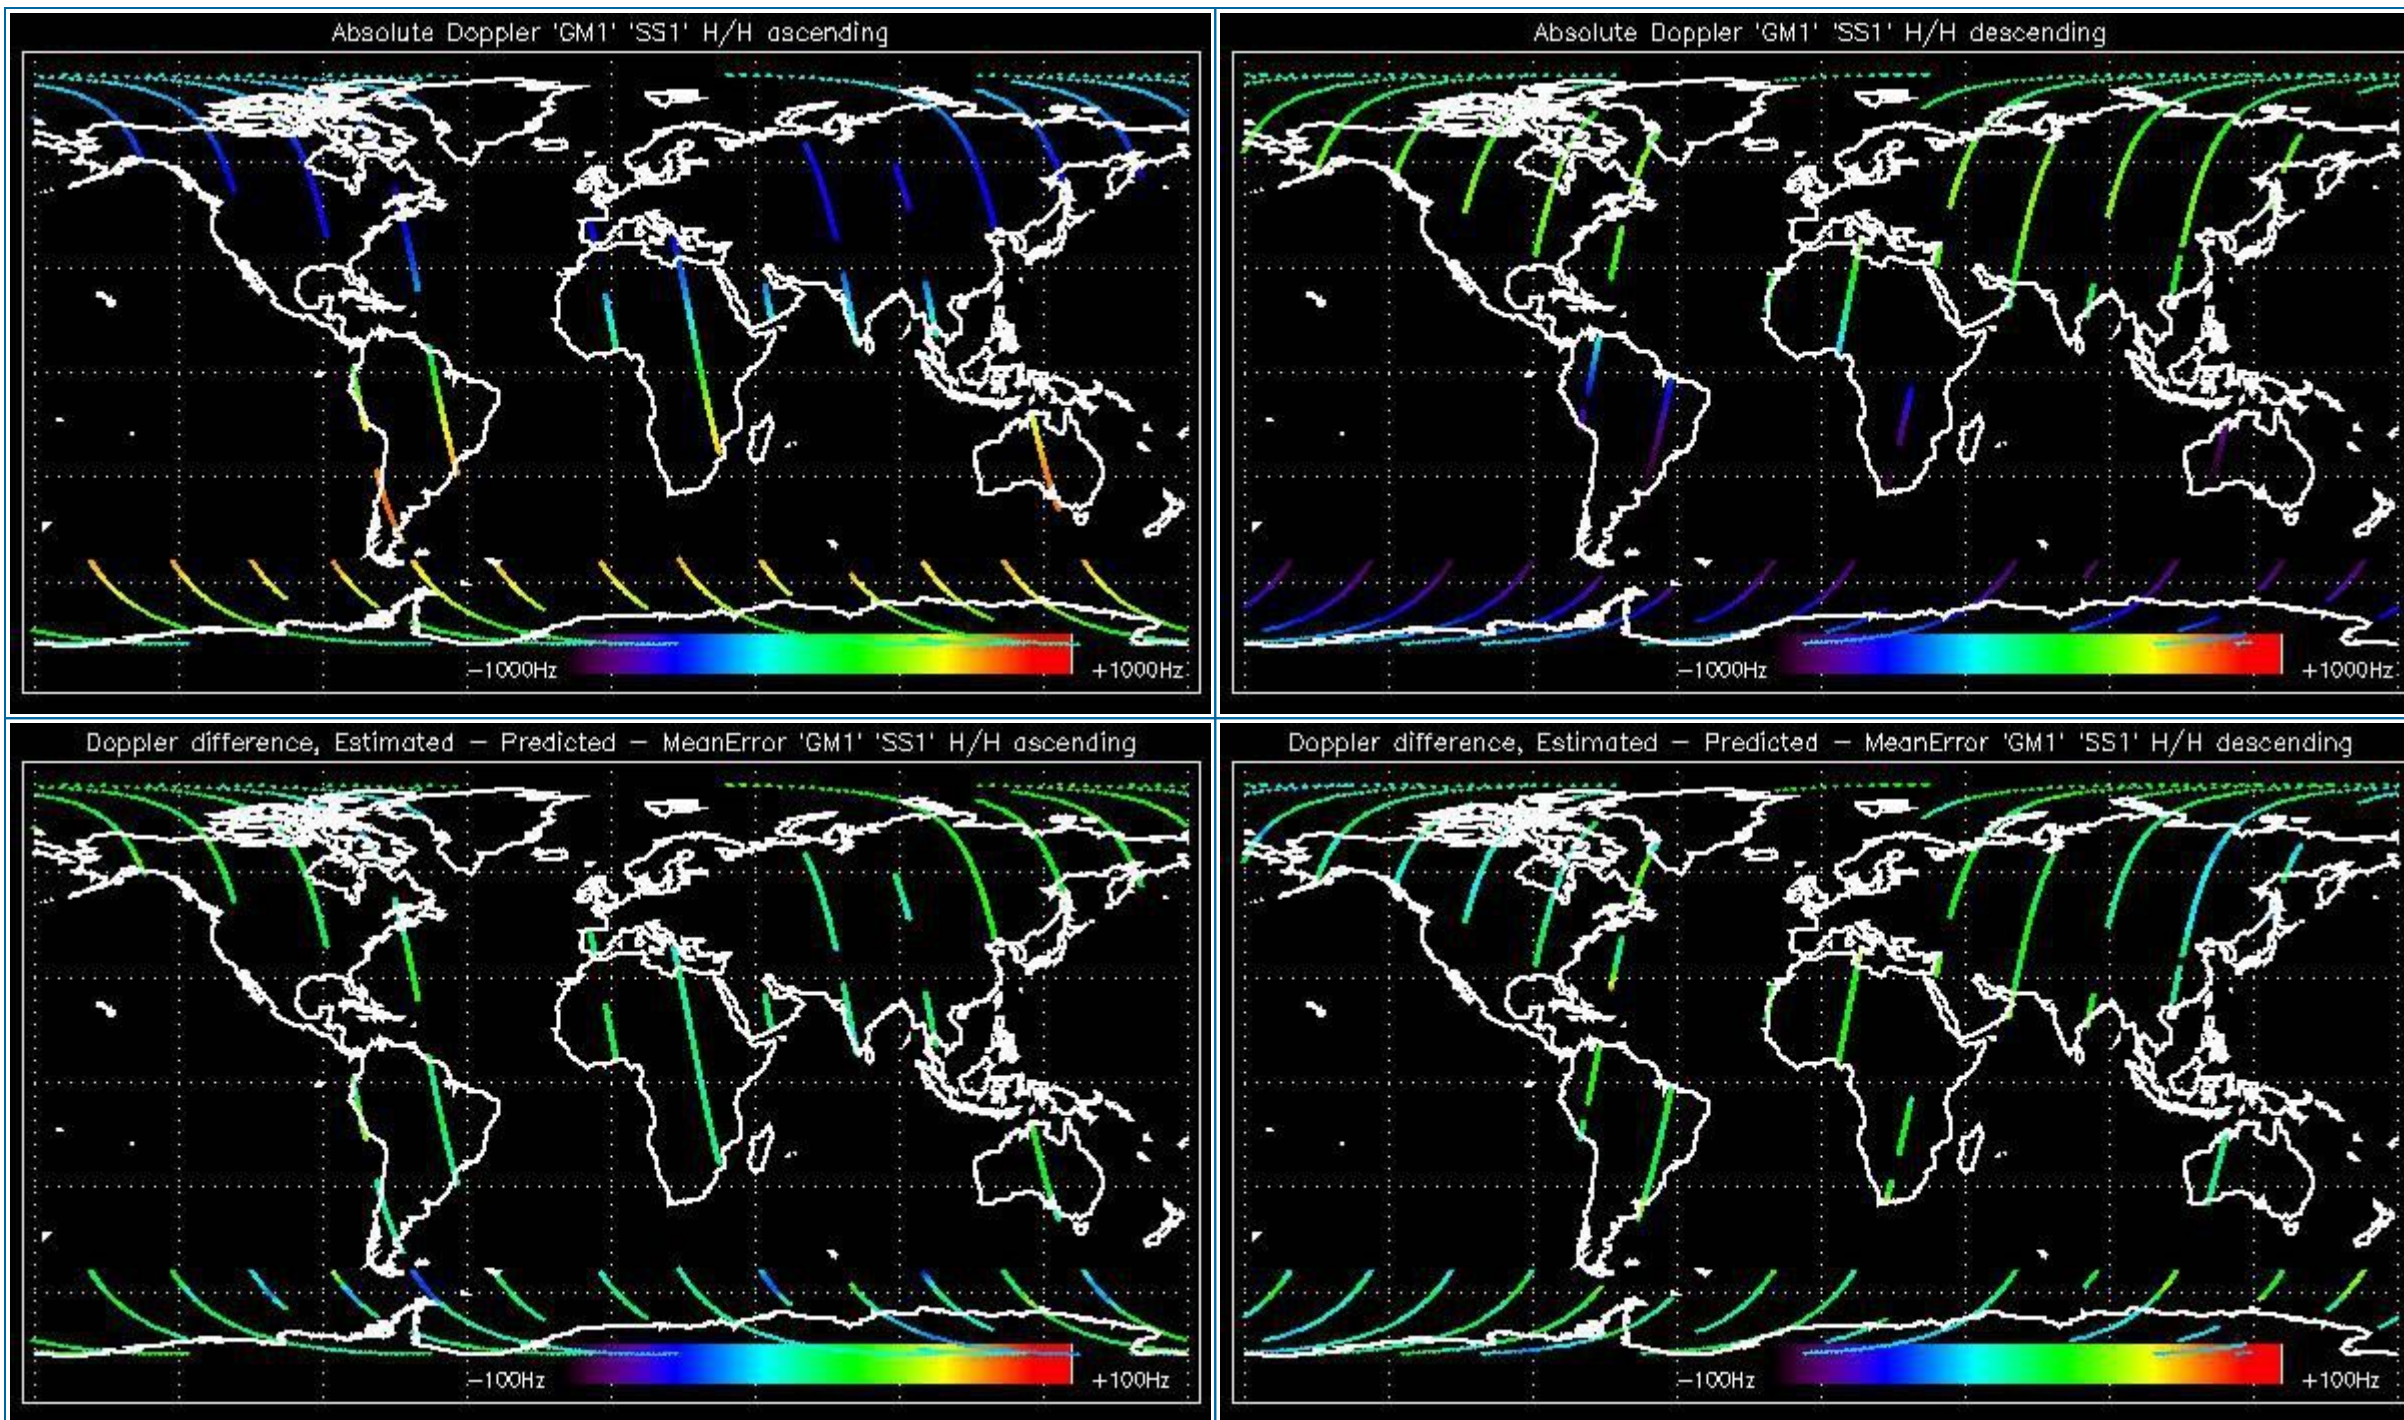 Absolute Doppler 'GM1' 'SS1' H/H ascending
-1000Hz
+1000Hz
Absolute Doppler 'GM1' 'SS1' H/H descending
-1000Hz
+1000Hz
Doppler difference, Estimated - Predicted - MeanError 'GM1' 'SS1' H/H ascending
-100Hz
+100Hz
Doppler difference, Estimated - Predicted - MeanError 'GM1' 'SS1' H/H descending
-100Hz
+100Hz